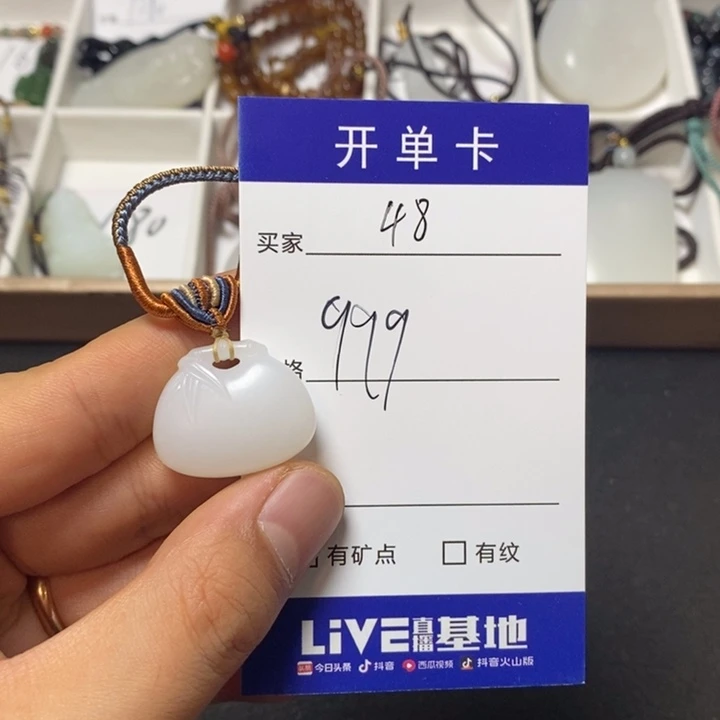 开单卡
买家 48
格 999
有矿点 有纹
LiVE直播基地
今日头条 抖音 西瓜视频 抖音火山版